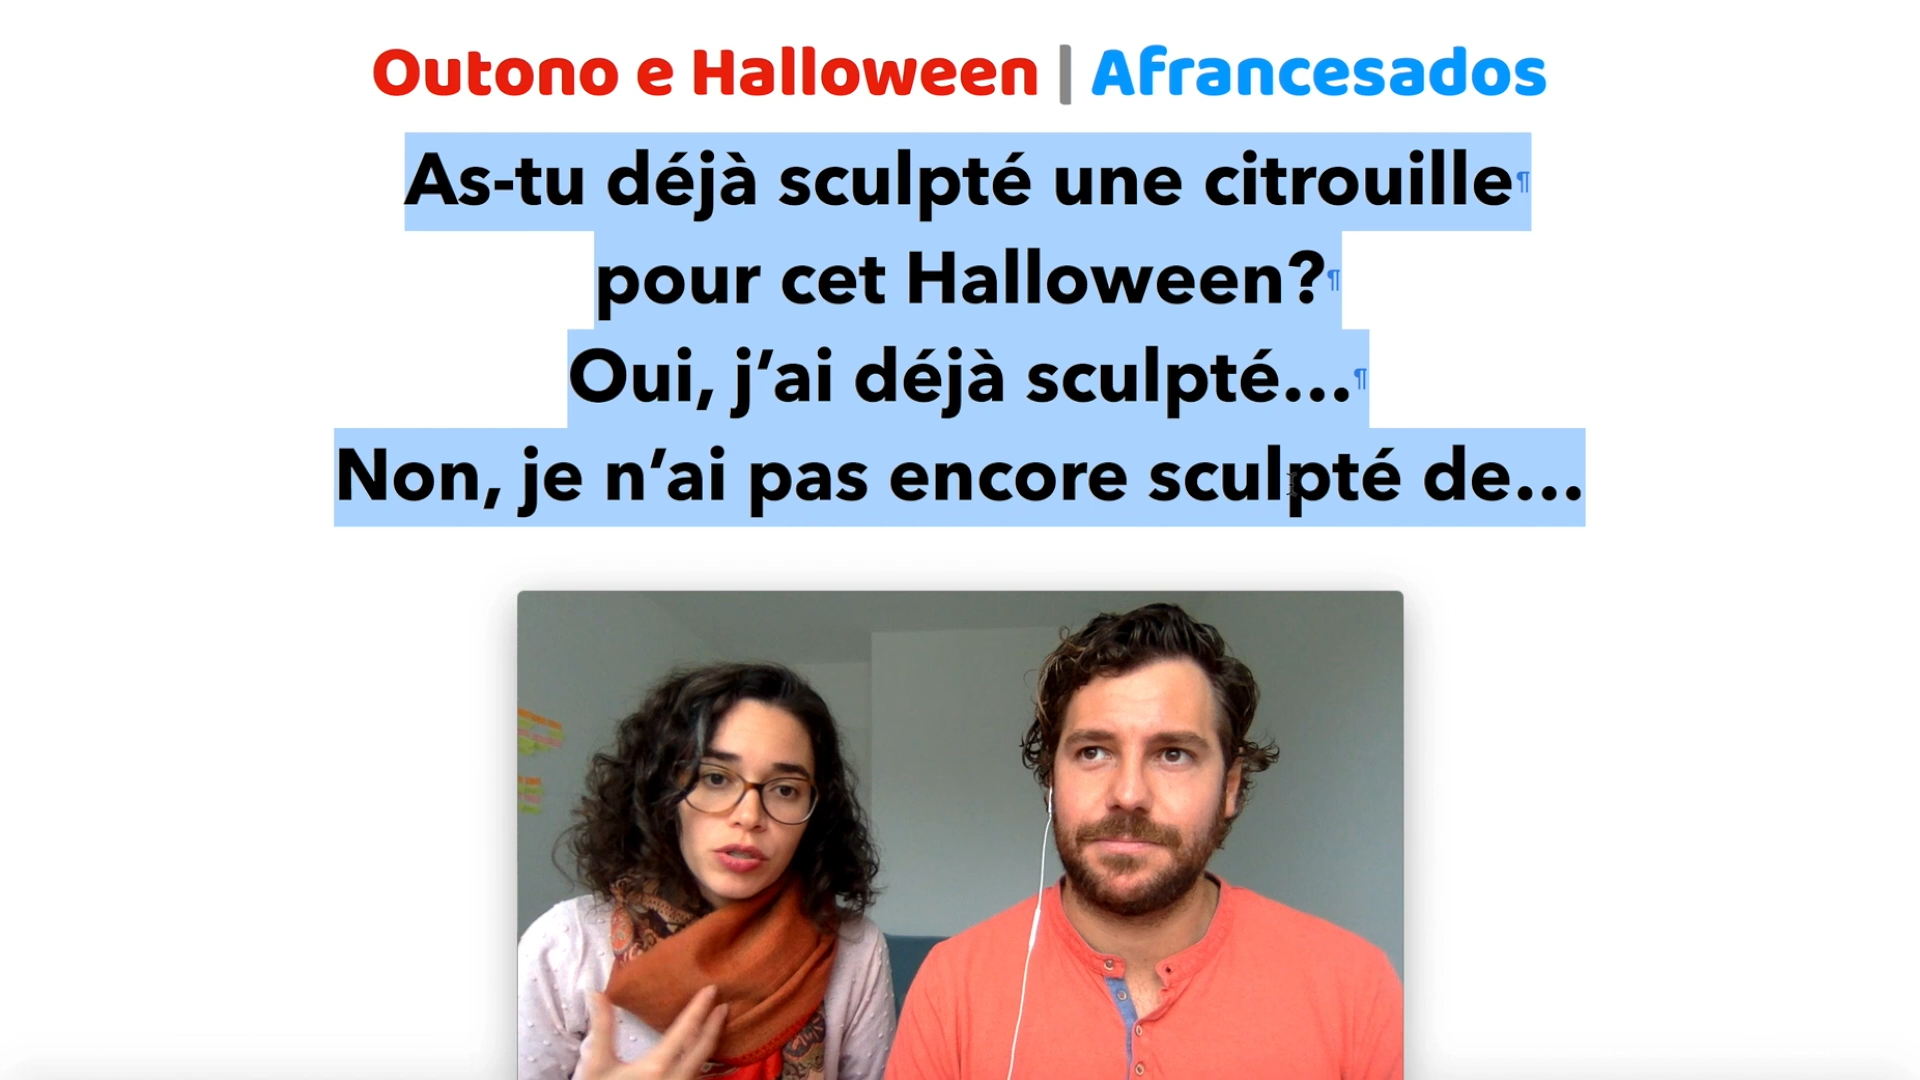 Outono e Halloween | Afrancesados
As-tu déjà sculpté une citrouille¶
pour cet Halloween?¶
Oui, j’ai déjà sculpté...¶
Non, je n’ai pas encore sculpté de...